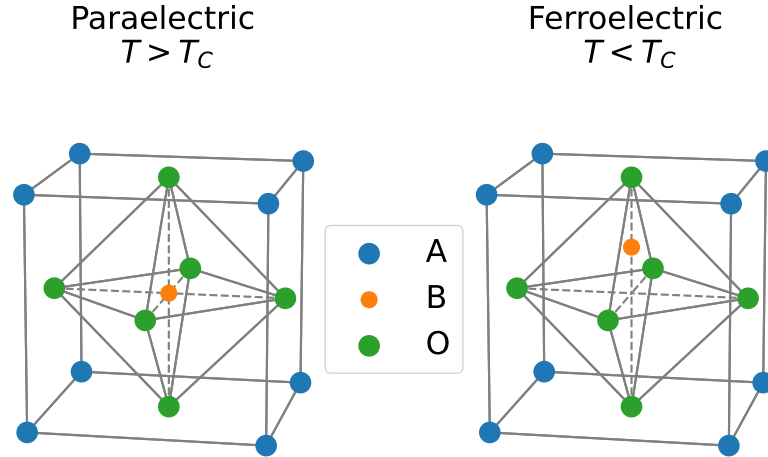 Paraelectric
T > T_C
Ferroelectric
T < T_C
A
B
O